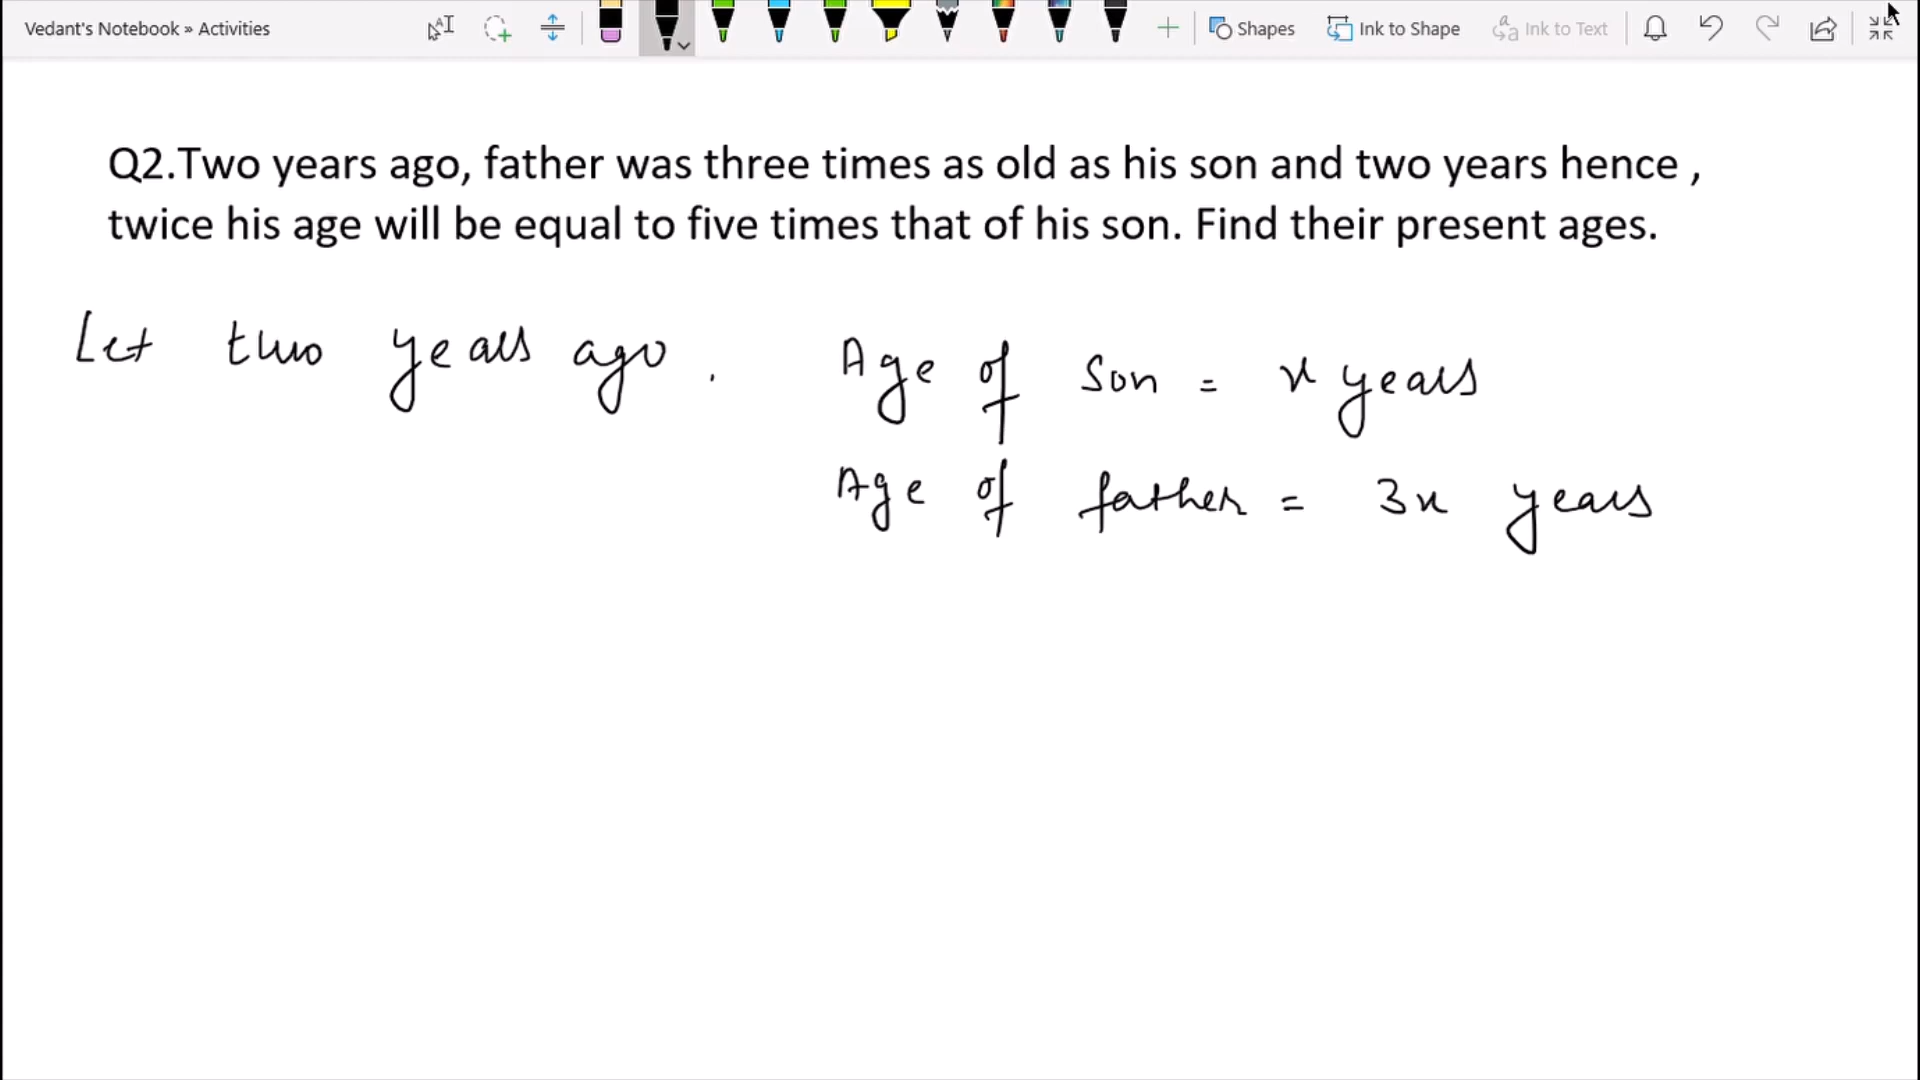 Vedant's Notebook » Activities
Shapes
Ink to Shape
Ink to Text
Q2.Two years ago, father was three times as old as his son and two years hence ,
twice his age will be equal to five times that of his son. Find their present ages.
Let two years ago. Age of Son = x years
Age of father = 3x years